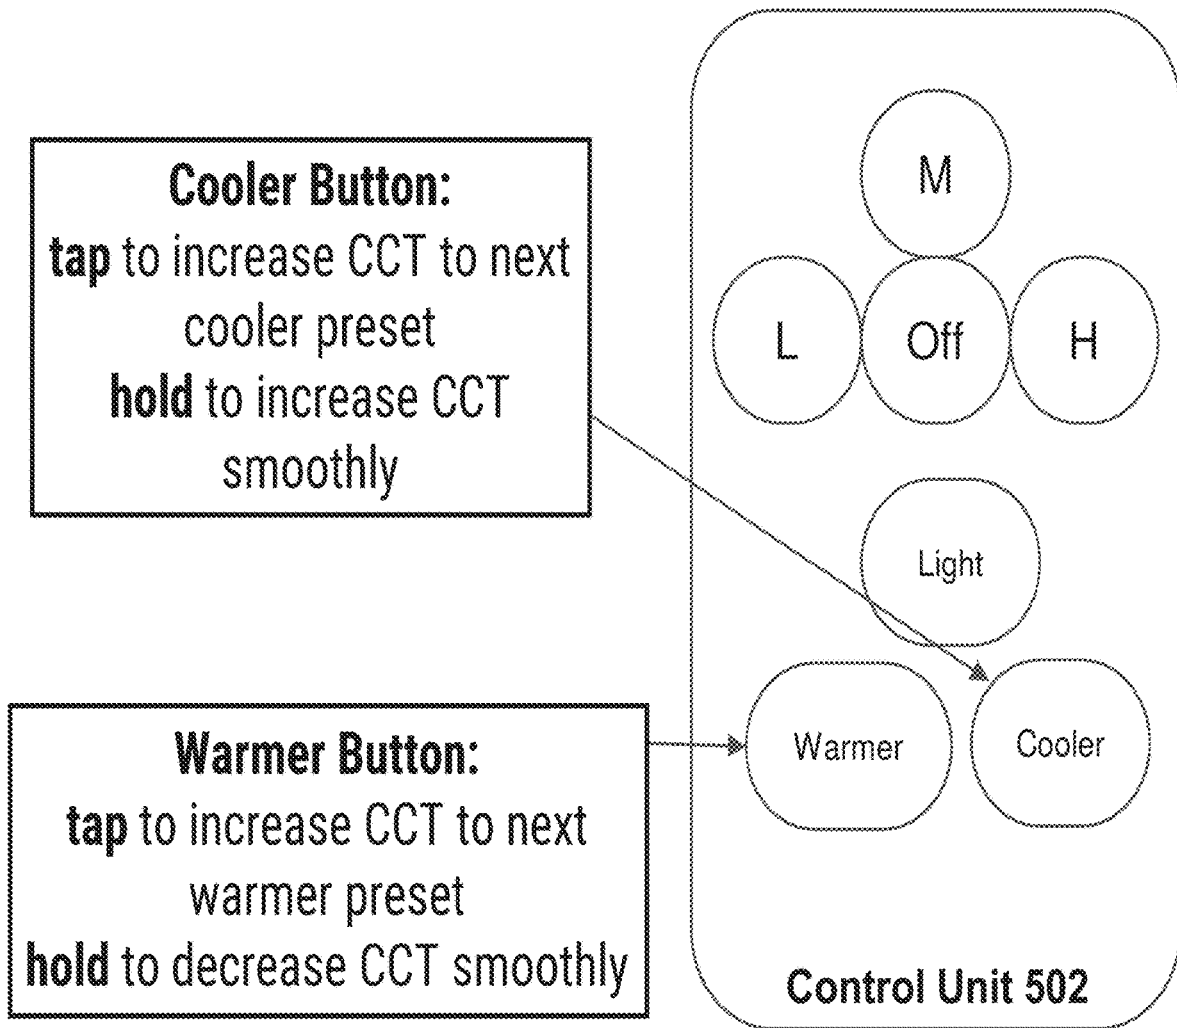 Cooler Button:
tap to increase CCT to next
cooler preset
hold to increase CCT
smoothly
Warmer Button:
tap to increase CCT to next
warmer preset
hold to decrease CCT smoothly
M
L Off H
Light
Warmer Cooler
Control Unit 502